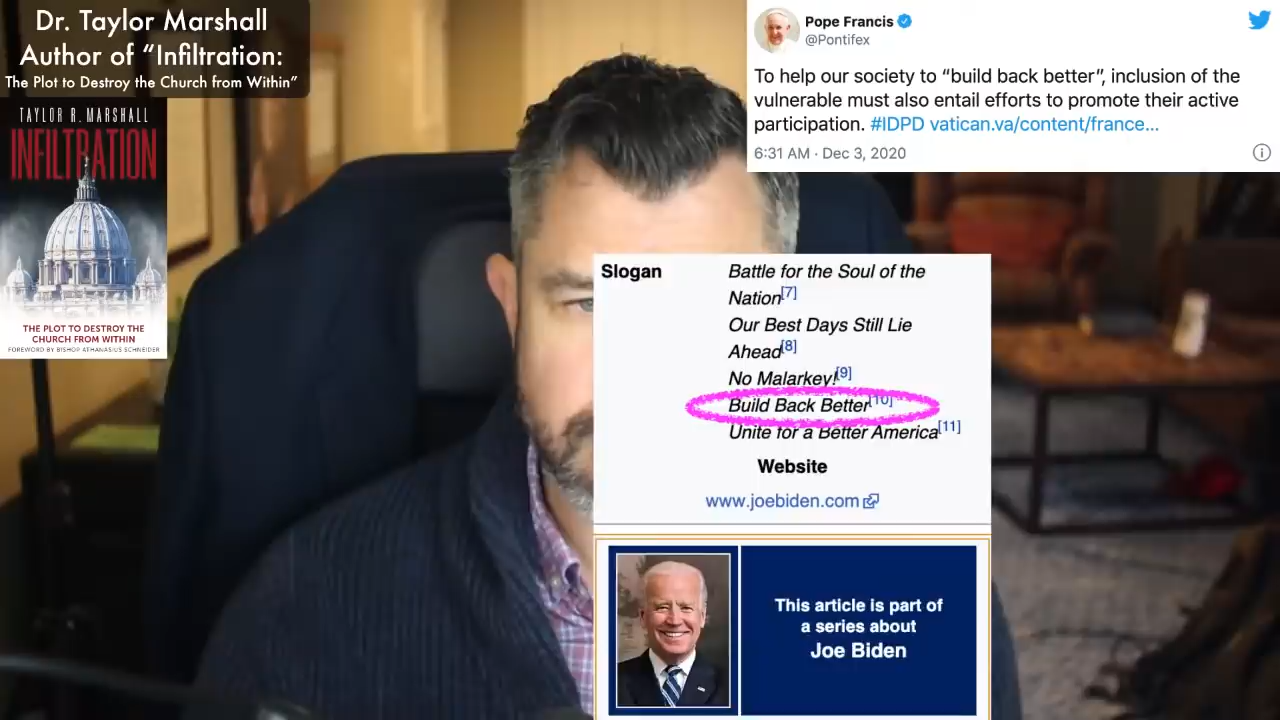 Dr. Taylor Marshall
Author of “Infiltration:
The Plot to Destroy the Church from Within”
TAYLOR R. MARSHALL
INFILTRATION
THE PLOT TO DESTROY THE
CHURCH FROM WITHIN
FOREWORD BY BISHOP ATHANASIUS SCHNEIDER
Pope Francis
@Pontifex
To help our society to “build back better”, inclusion of the
vulnerable must also entail efforts to promote their active
participation. #IDPD vatican.va/content/france...
6:31 AM · Dec 3, 2020
Slogan
Battle for the Soul of the
Nation[7]
Our Best Days Still Lie
Ahead[8]
No Malarkey![9]
Build Back Better[10]
Unite for a Better America[11]
Website
www.joebiden.com
This article is part of
a series about
Joe Biden